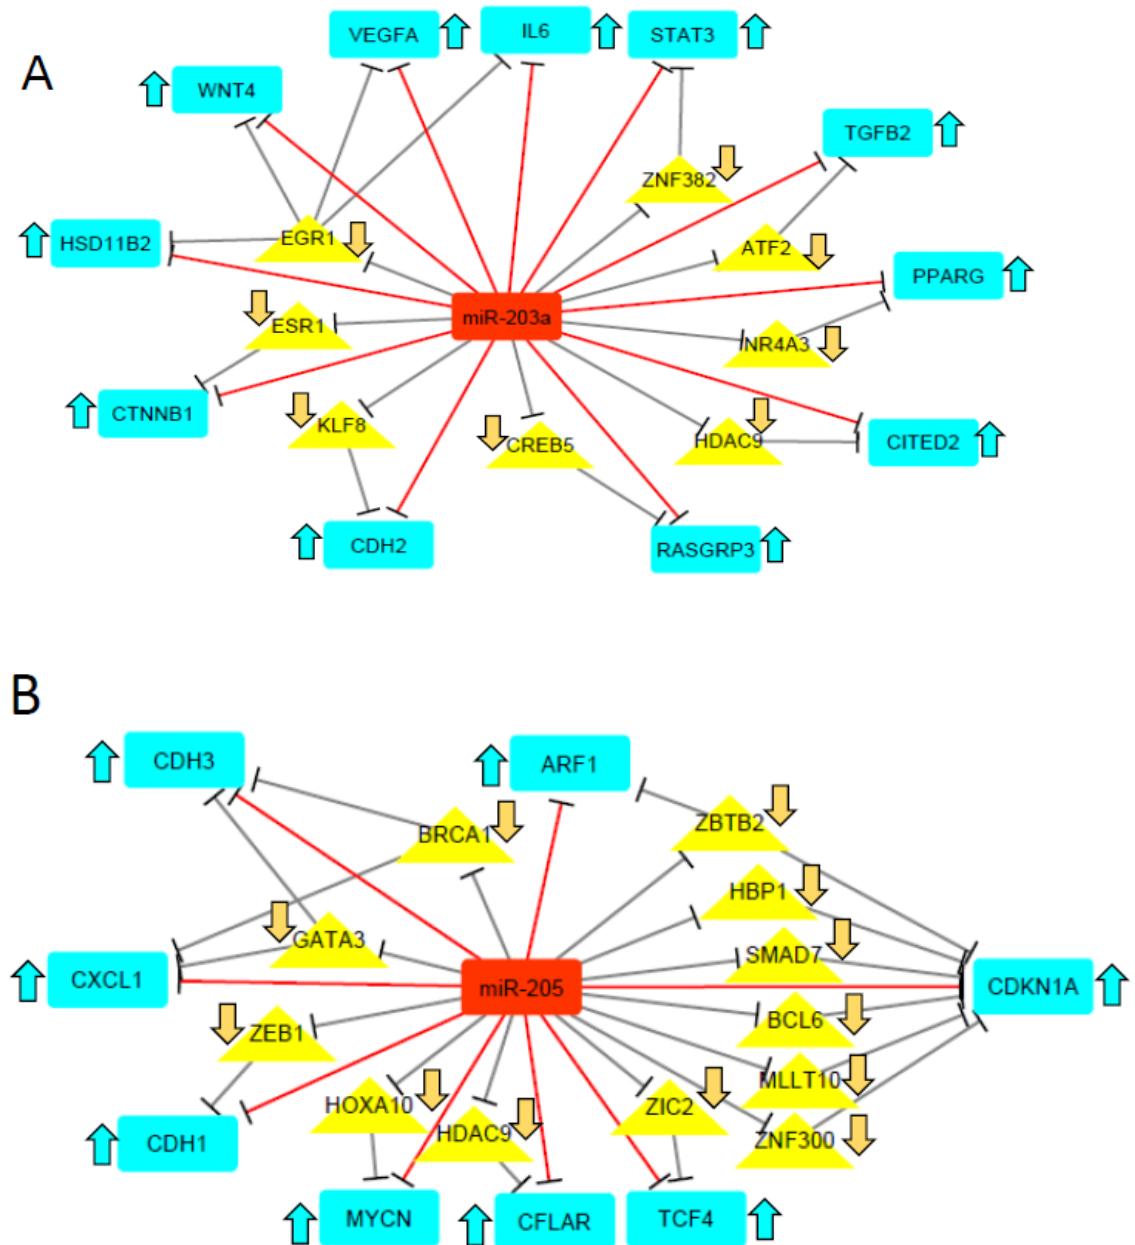 A
VEGFA
IL6
STAT3
WNT4
TGFB2
ZNF382
HSD11B2
EGR1
ATF2
PPARG
miR-203a
ESR1
NR4A3
CTNNB1
KLF8
CREB5
HDAC9
CITED2
CDH2
RASGRP3
B
CDH3
ARF1
BRCA1
ZBTB2
HBP1
GATA3
SMAD7
CXCL1
miR-205
CDKN1A
ZEB1
BCL6
MLLT10
HOXA10
HDAC9
ZIC2
ZNF300
CDH1
MYCN
CFLAR
TCF4